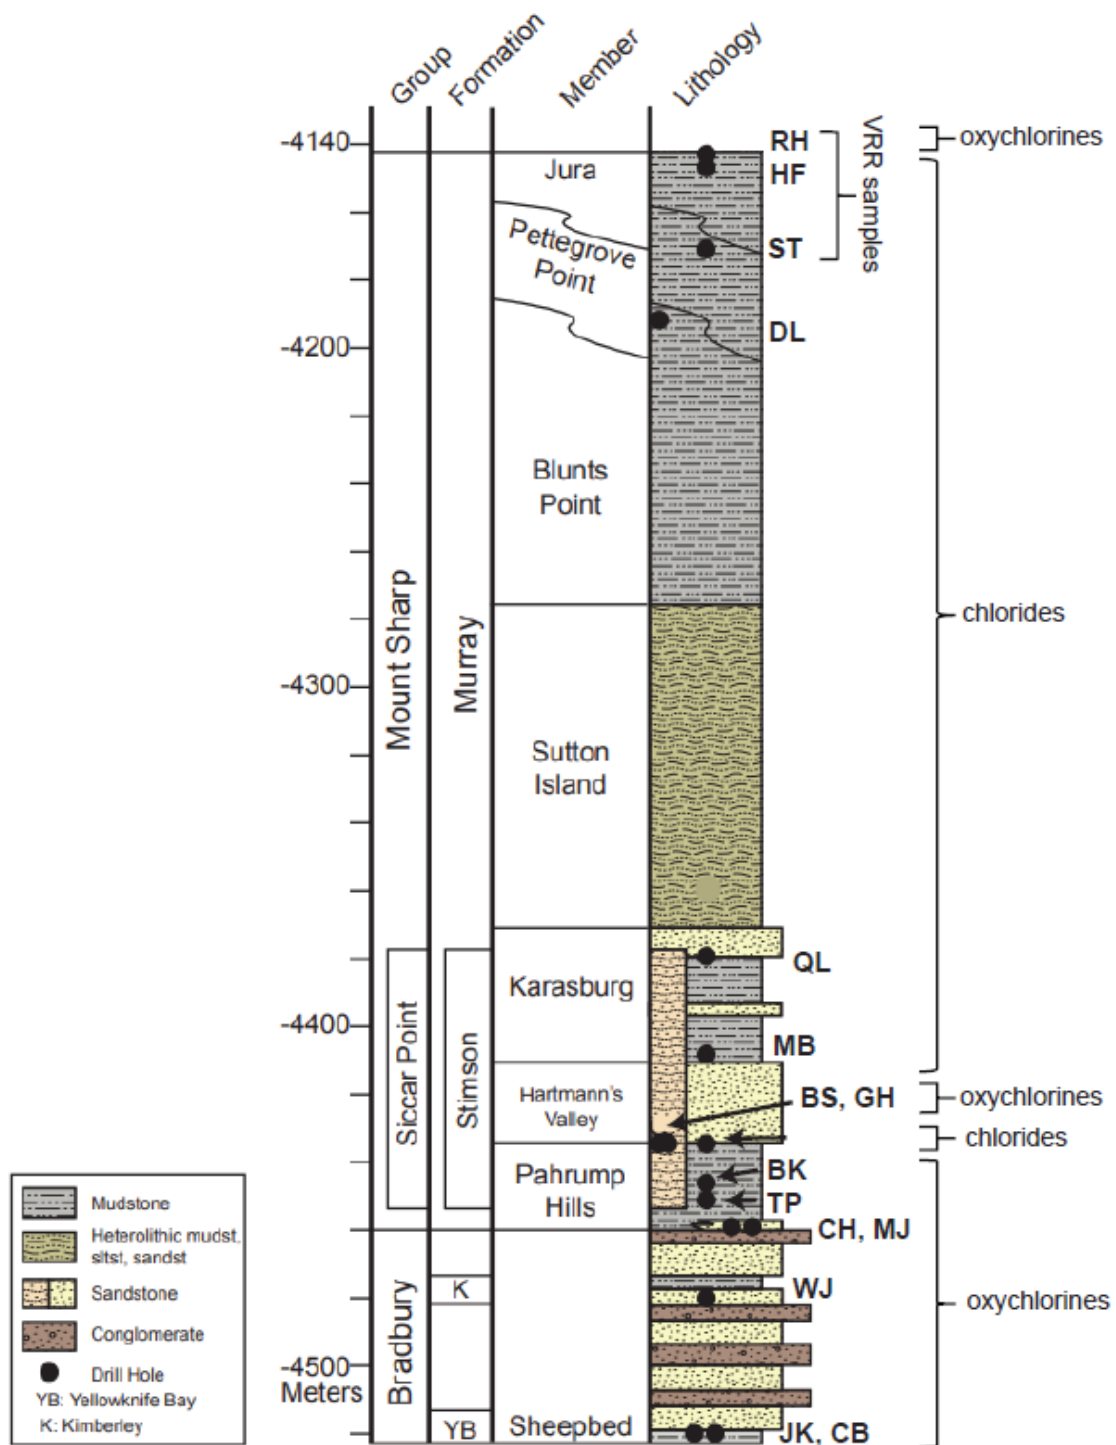 Group
Formation
Member
Lithology
-4140
-4200
-4300
-4400
-4500
Meters
Mount Sharp
Siccar Point
Bradbury
Murray
Stimson
K
YB
Jura
Pettegrove
Point
Blunts
Point
Sutton
Island
Karasburg
Hartmann's
Valley
Pahrump
Hills
Sheepbed
RH
HF
ST
DL
QL
MB
BS, GH
BK
TP
CH, MJ
WJ
JK, CB
VRR samples
oxychlorines
chlorides
oxychlorines
chlorides
oxychlorines
Mudstone
Heterolithic mudst,
sltst, sandst
Sandstone
Conglomerate
Drill Hole
YB: Yellowknife Bay
K: Kimberley